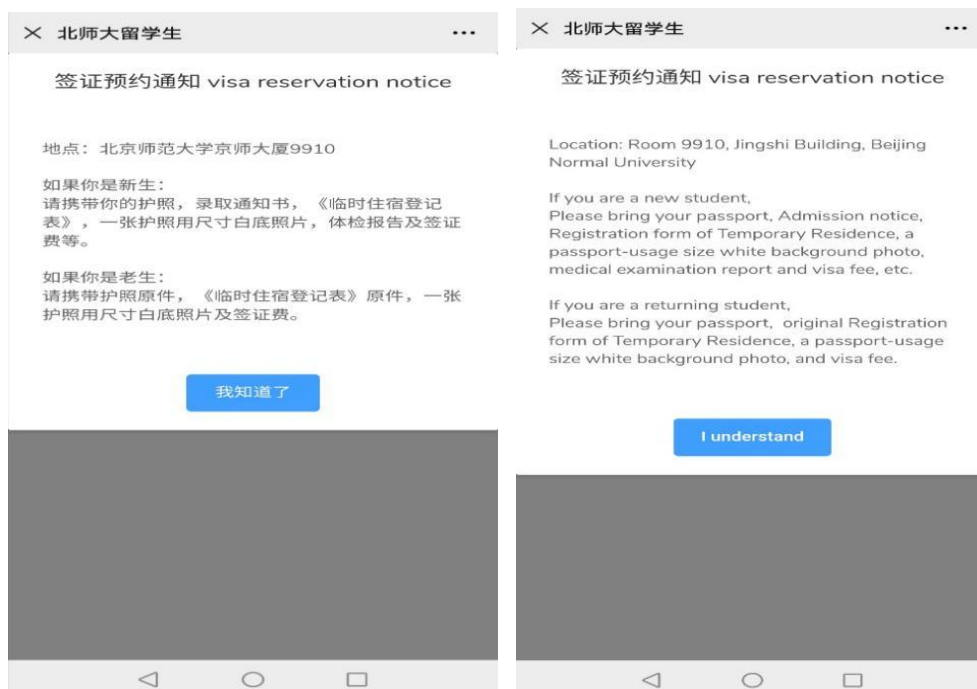 北师大留学生
签证预约通知 visa reservation notice
地点：北京师范大学京师大厦9910
如果你是新生：
请携带你的护照，录取通知书，《临时住宿登记
表》，一张护照用尺寸白底照片，体检报告及签证
费等。
如果你是老生：
请携带护照原件，《临时住宿登记表》原件，一张
护照用尺寸白底照片及签证费。
我知道了
北师大留学生
签证预约通知 visa reservation notice
Location: Room 9910, Jingshi Building, Beijing
Normal University
If you are a new student,
Please bring your passport, Admission notice,
Registration form of Temporary Residence, a
passport-usage size white background photo,
medical examination report and visa fee, etc.
If you are a returning student,
Please bring your passport, original Registration
form of Temporary Residence, a passport-usage
size white background photo, and visa fee.
I understand